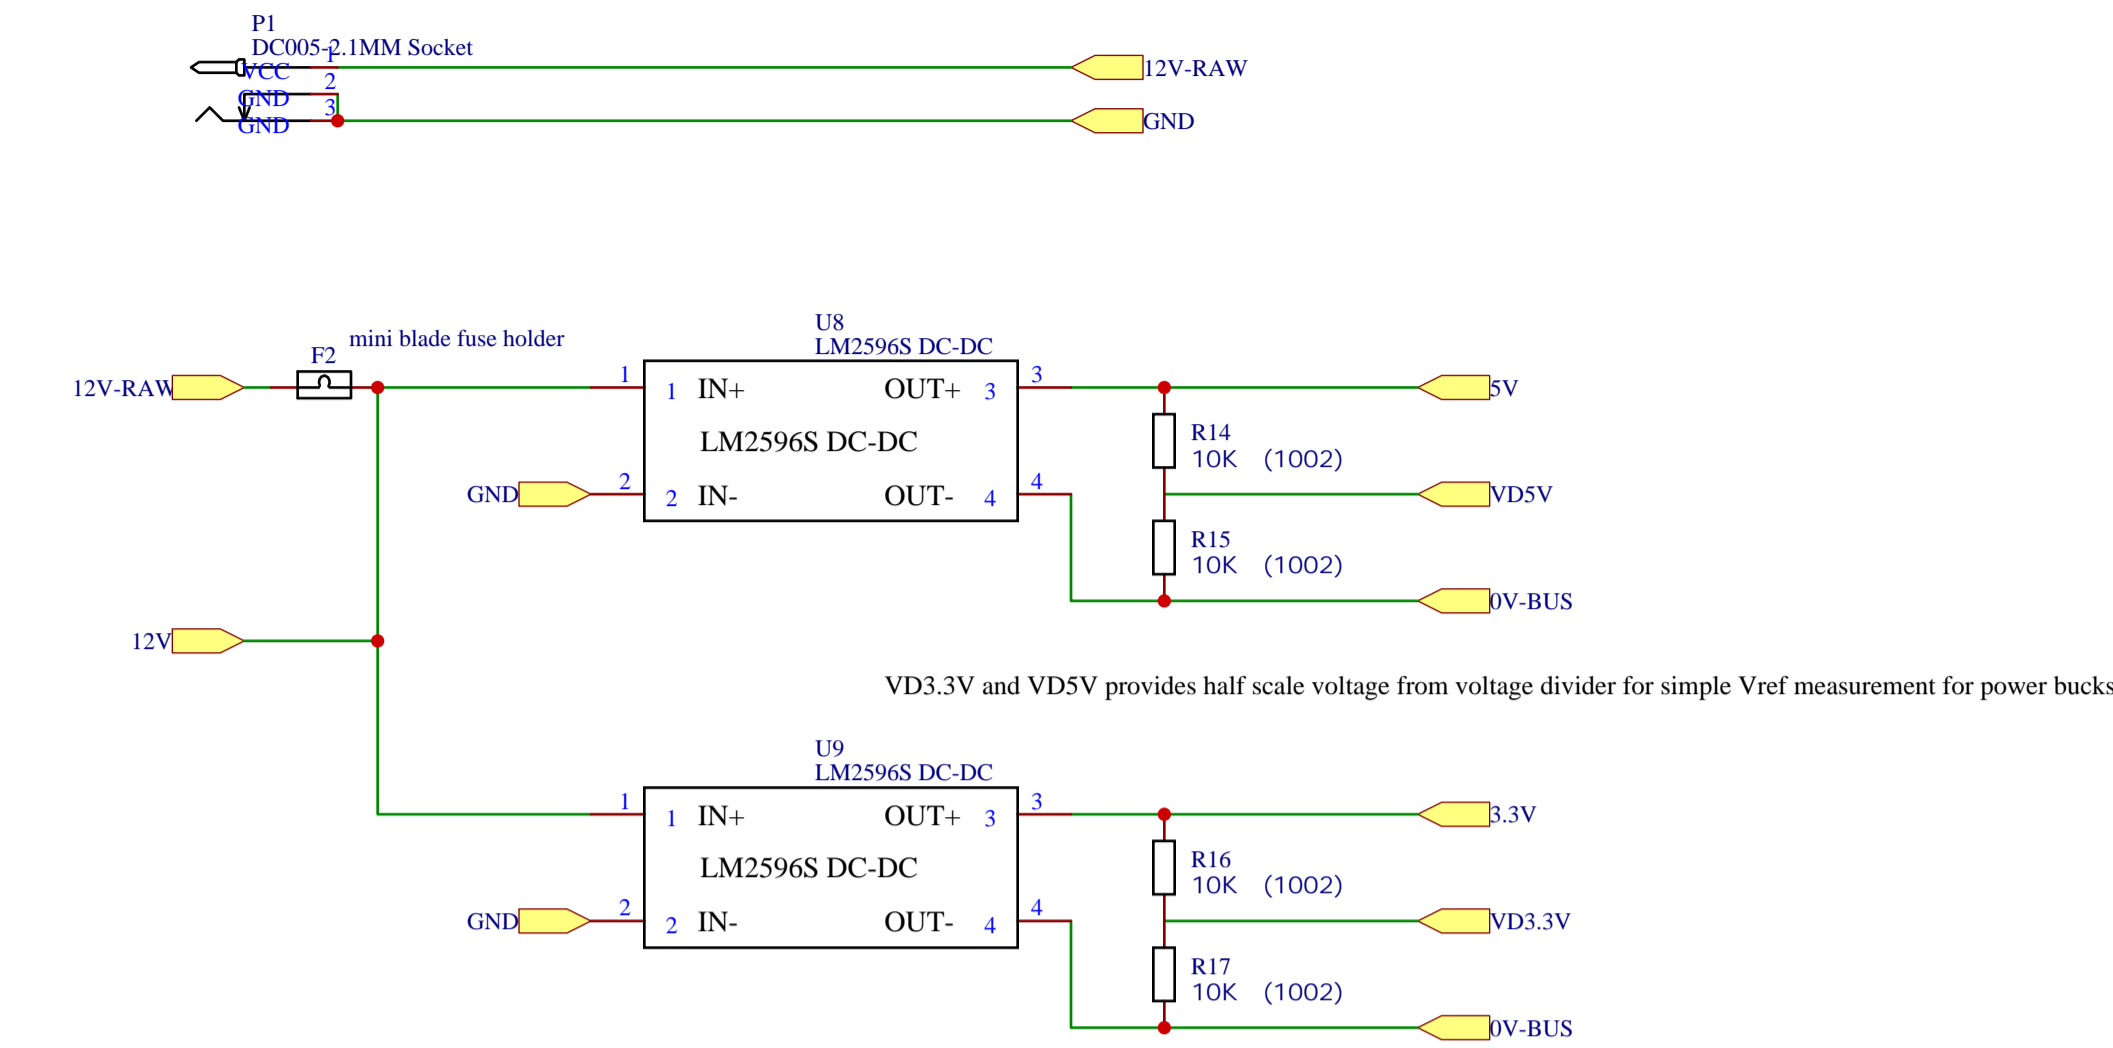 P1
DC005-2.1MM Socket
1
VCC
12V-RAW
2
GND
3
GND
GND
U8
LM2596S DC-DC
mini blade fuse holder
F2
12V-RAW
1
1 IN+
OUT+ 3
3
5V
LM2596S DC-DC
R14
10K (1002)
GND
2
2 IN-
OUT- 4
4
VD5V
R15
10K (1002)
0V-BUS
12V
VD3.3V and VD5V provides half scale voltage from voltage divider for simple Vref measurement for power bucks
U9
LM2596S DC-DC
1
1 IN+
OUT+ 3
3
3.3V
LM2596S DC-DC
R16
10K (1002)
GND
2
2 IN-
OUT- 4
4
VD3.3V
R17
10K (1002)
0V-BUS